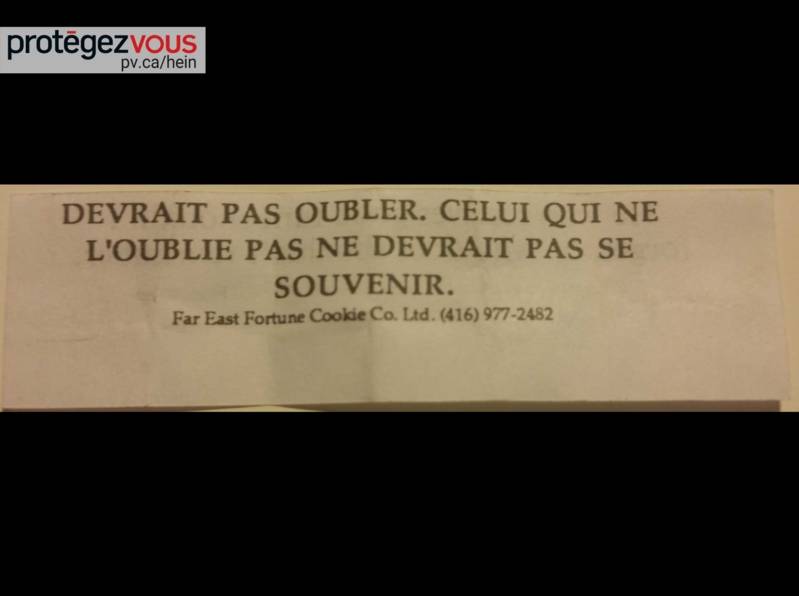 protégezvous
pv.ca/hein
DEVRAIT PAS OUBLER. CELUI QUI NE
L'OUBLIE PAS NE DEVRAIT PAS SE
SOUVENIR.
Far East Fortune Cookie Co. Ltd. (416) 977-2482